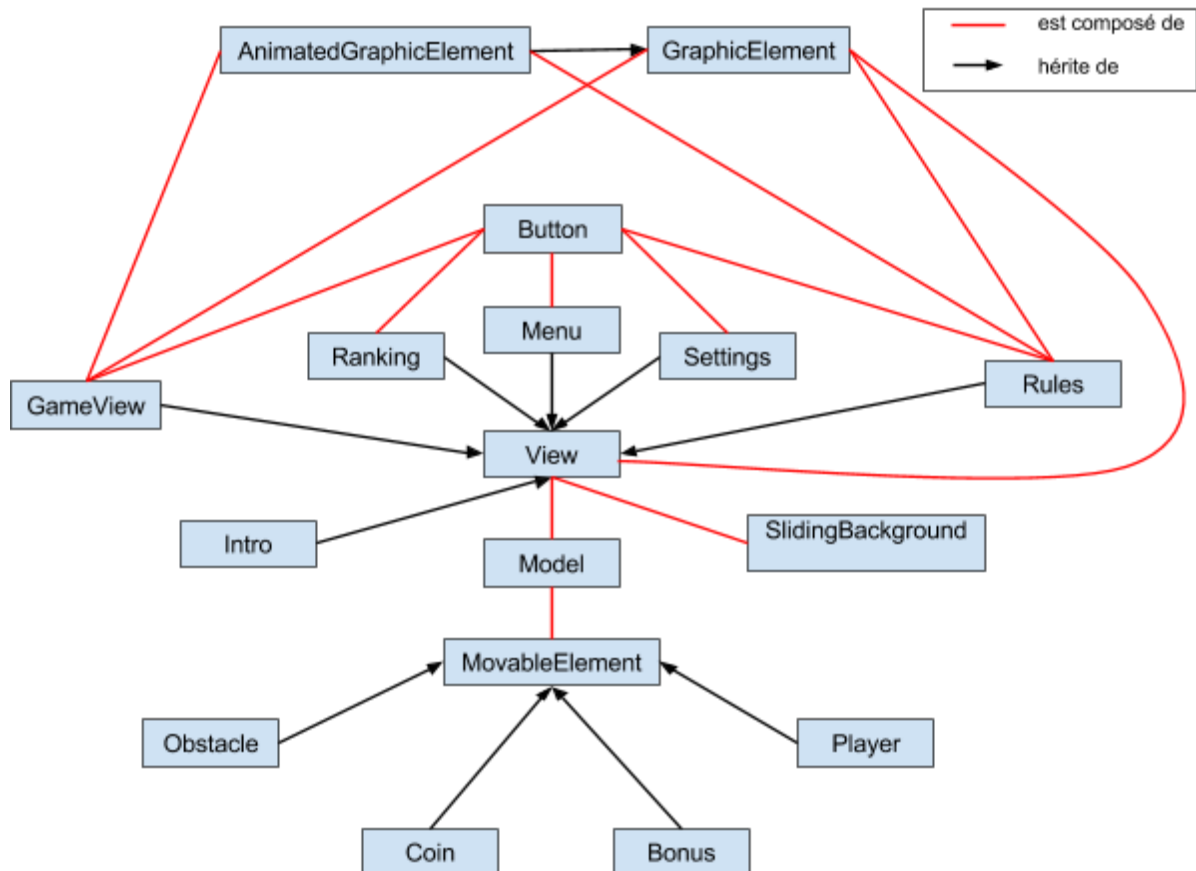 AnimatedGraphicElement
GraphicElement
est composé de
hérite de
Button
Menu
Ranking
Settings
Rules
GameView
View
Intro
SlidingBackground
Model
MovableElement
Obstacle
Player
Coin
Bonus